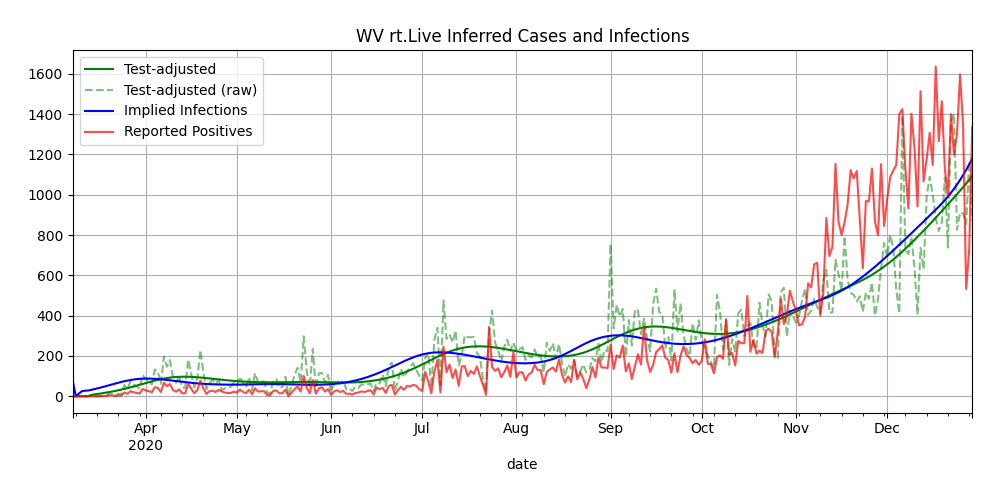 WV rt.Live Inferred Cases and Infections
Test-adjusted
Test-adjusted (raw)
Implied Infections
Reported Positives
1600
1400
1200
1000
800
600
400
200
0
Apr May Jun Jul Aug Sep Oct Nov Dec
2020
date